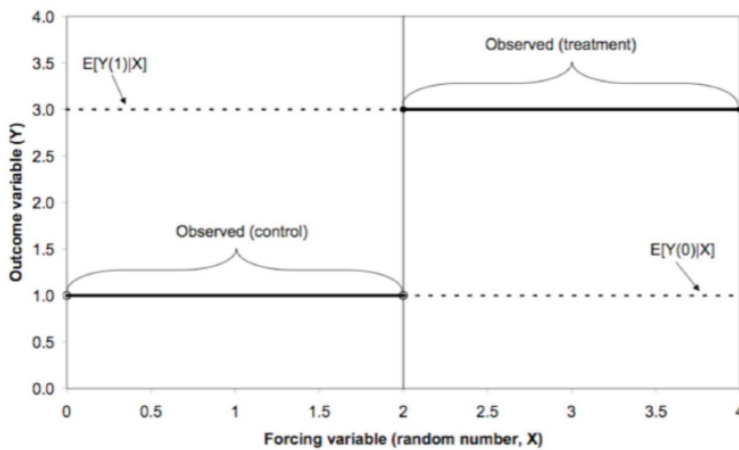 4.0
Observed (treatment)
3.5
E[Y(1)|X]
3.0
2.5
Outcome variable (Y)
2.0
Observed (control)
1.5
E[Y(0)|X]
1.0
0.5
0.0
0 0.5 1 1.5 2 2.5 3 3.5 4
Forcing variable (random number, X)